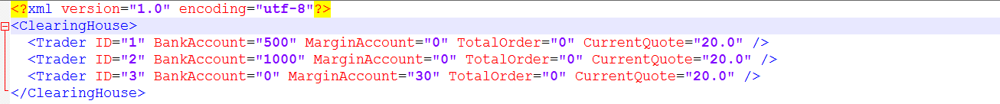 <?xml version="1.0" encoding="utf-8"?>
<ClearingHouse>
<Trader ID="1" BankAccount="500" MarginAccount="0" TotalOrder="0" CurrentQuote="20.0" />
<Trader ID="2" BankAccount="1000" MarginAccount="0" TotalOrder="0" CurrentQuote="20.0" />
<Trader ID="3" BankAccount="0" MarginAccount="30" TotalOrder="0" CurrentQuote="20.0" />
</ClearingHouse>